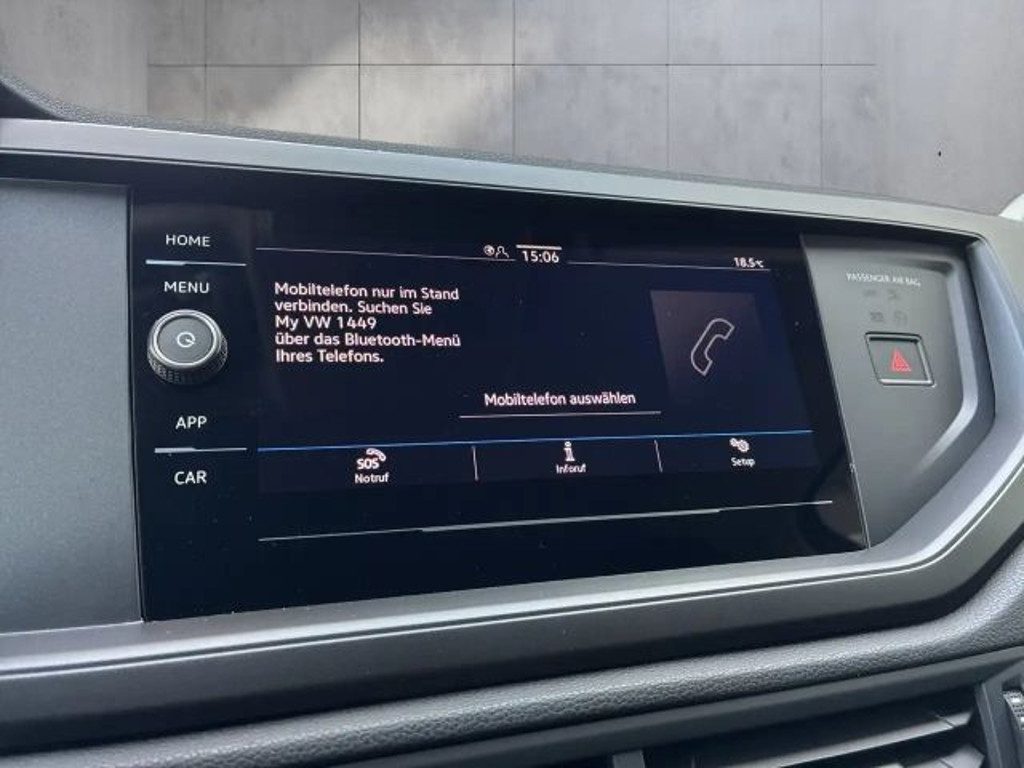 HOME
MENU
APP
CAR
15:06
18.5°C
Mobiltelefon nur im Stand
verbinden. Suchen Sie
My VW 1449
über das Bluetooth-Menü
Ihres Telefons.
Mobiltelefon auswählen
SOS
Notruf
Inforuf
Setup
PASSENGER AIR BAG